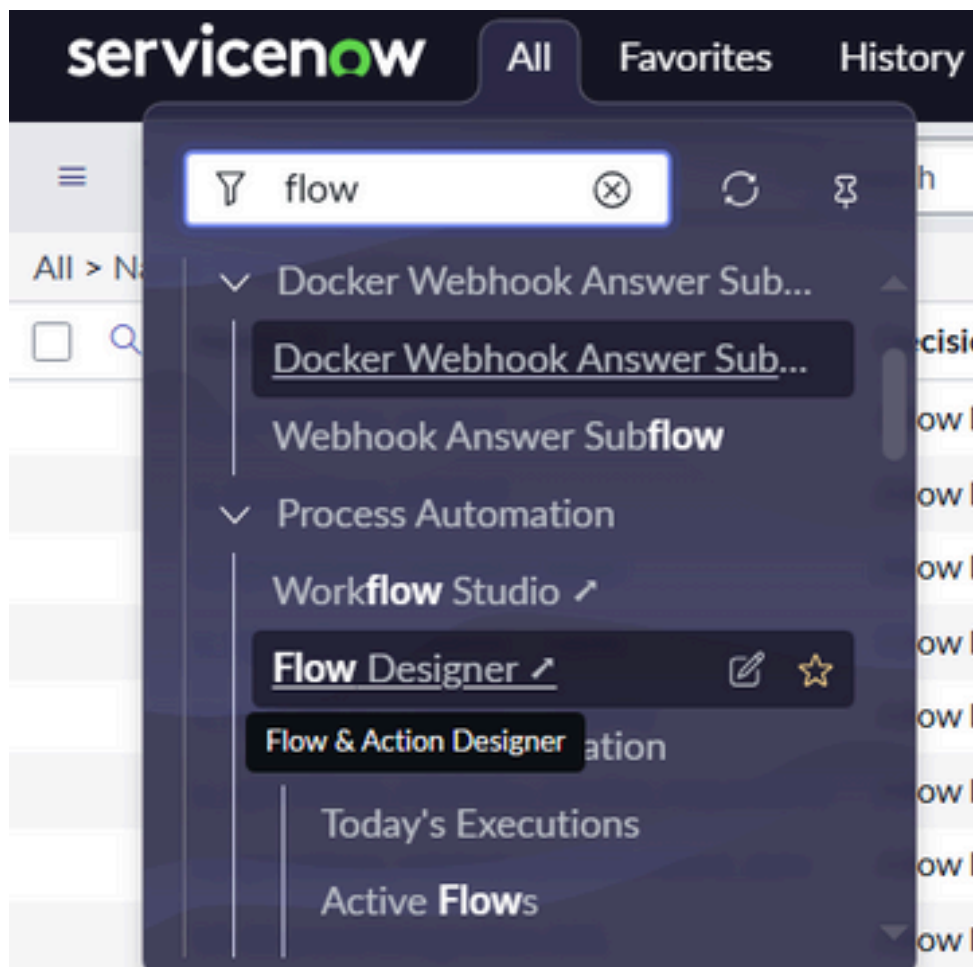 servicenow All Favorites History
flow
All > Na
Docker Webhook Answer Sub...
Docker Webhook Answer Sub...
Webhook Answer Subflow
Process Automation
Workflow Studio
Flow Designer
Flow & Action Designer
ation
Today's Executions
Active Flows